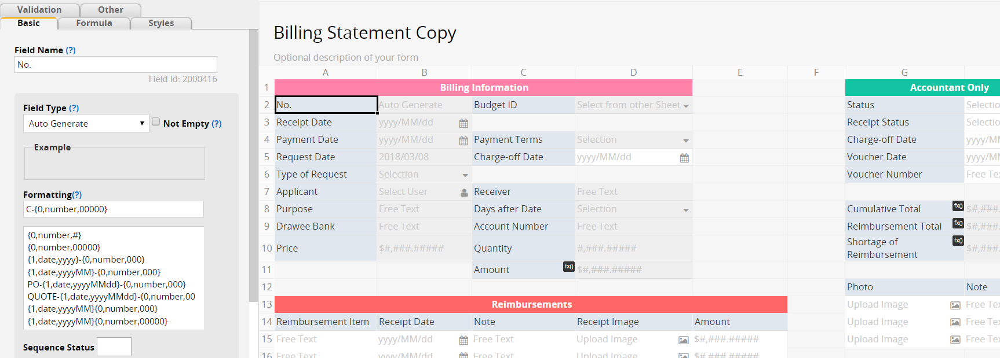 Validation Other
Basic Formula Styles
Field Name (?)
No.
Field Id: 2000416
Field Type (?)
Auto Generate Not Empty (?)
Example
Formatting(?)
C-{0,number,00000}
{0,number,#}
{0,number,00000}
{1,date,yyyy}-{0,number,000}
{1,date,yyyyMM}-{0,number,000}
PO-{1,date,yyyyMMdd}-{0,number,000}
QUOTE-{1,date,yyyyMMdd}-{0,number,00
{1,date,yyyyMM}{0,number,000}
{1,date,yyyyMM}{0,number,00000}
Sequence Status
Billing Statement Copy
Optional description of your form
A B C D E F G
1 Billing Information Accountant Only
2 No. Auto Generate Budget ID Select from other Sheet Status Selectio
3 Receipt Date yyyy/MM/dd Receipt Status Selectio
4 Payment Date yyyy/MM/dd Payment Terms Selection Charge-off Date yyyy/MM
5 Request Date 2018/03/08 Charge-off Date yyyy/MM/dd Voucher Date yyyy/MM
6 Type of Request Selection Voucher Number Free Tex
7 Applicant Select User Receiver Free Text
8 Purpose Free Text Days after Date Selection Cumulative Total fx() $#,###.
9 Drawee Bank Free Text Account Number Free Text Reimbursement Total fx() $#,###.
10 Price $#,###.##### Quantity #,###.##### Shortage of Reimbursement fx() $#,###.
11 Amount fx() $#,###.#####
12 Photo Note
13 Reimbursements Upload Image Free Tex
14 Reimbursement Item Receipt Date Note Receipt Image Amount Upload Image Free Tex
15 Free Text yyyy/MM/dd Free Text Upload Image $#,###.##### Upload Image Free Tex
16 Free Text yyyy/MM/dd Free Text Upload Image $#,###.#####